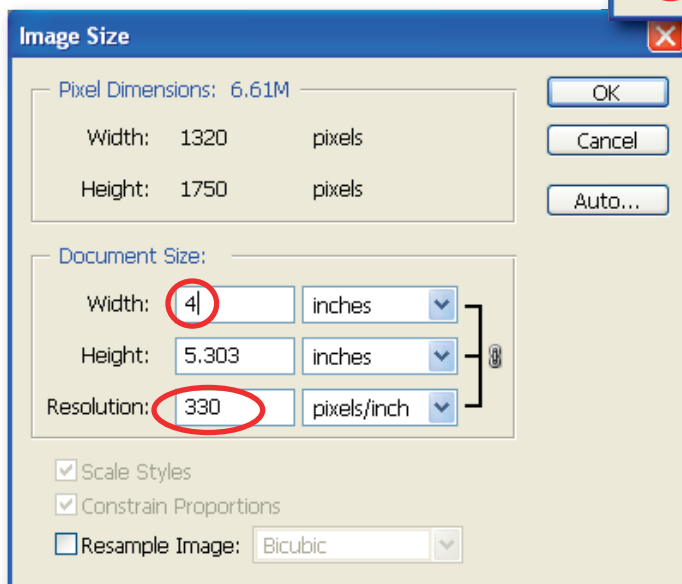 Image Size
Pixel Dimensions: 6.61M
OK
Width: 1320 pixels
Cancel
Height: 1750 pixels
Auto...
Document Size:
Width: 4 inches
Height: 5.303 inches
Resolution: 330 pixels/inch
Scale Styles
Constrain Proportions
Resample Image: Bicubic